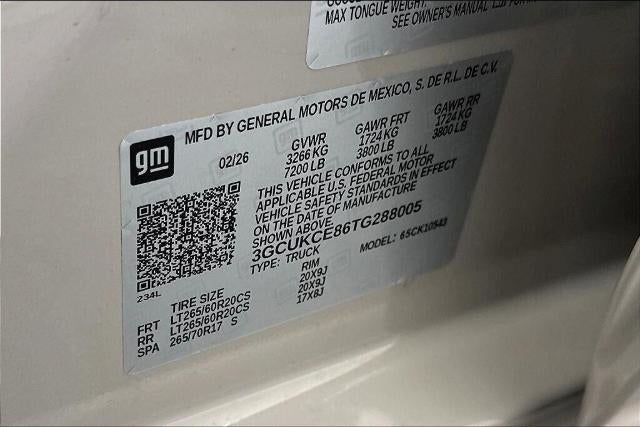 MAX TONGUE WEIGHT:
SEE OWNER'S MANUAL
MFD BY GENERAL MOTORS DE MEXICO, S. DE R.L. DE C.V.
gm
02/26
GVWR
3266 KG
7200 LB
GAWR FRT
1724 KG
3800 LB
GAWR RR
1724 KG
3800 LB
THIS VEHICLE CONFORMS TO ALL
APPLICABLE U.S. FEDERAL MOTOR
VEHICLE SAFETY STANDARDS IN EFFECT
ON THE DATE OF MANUFACTURE
SHOWN ABOVE.
3GCUKCE86TG288005
TYPE: TRUCK
MODEL: 65CK10543
234L
TIRE SIZE RIM
FRT LT265/60R20CS 20X9J
RR LT265/60R20CS 20X9J
SPA 265/70R17 S 17X8J